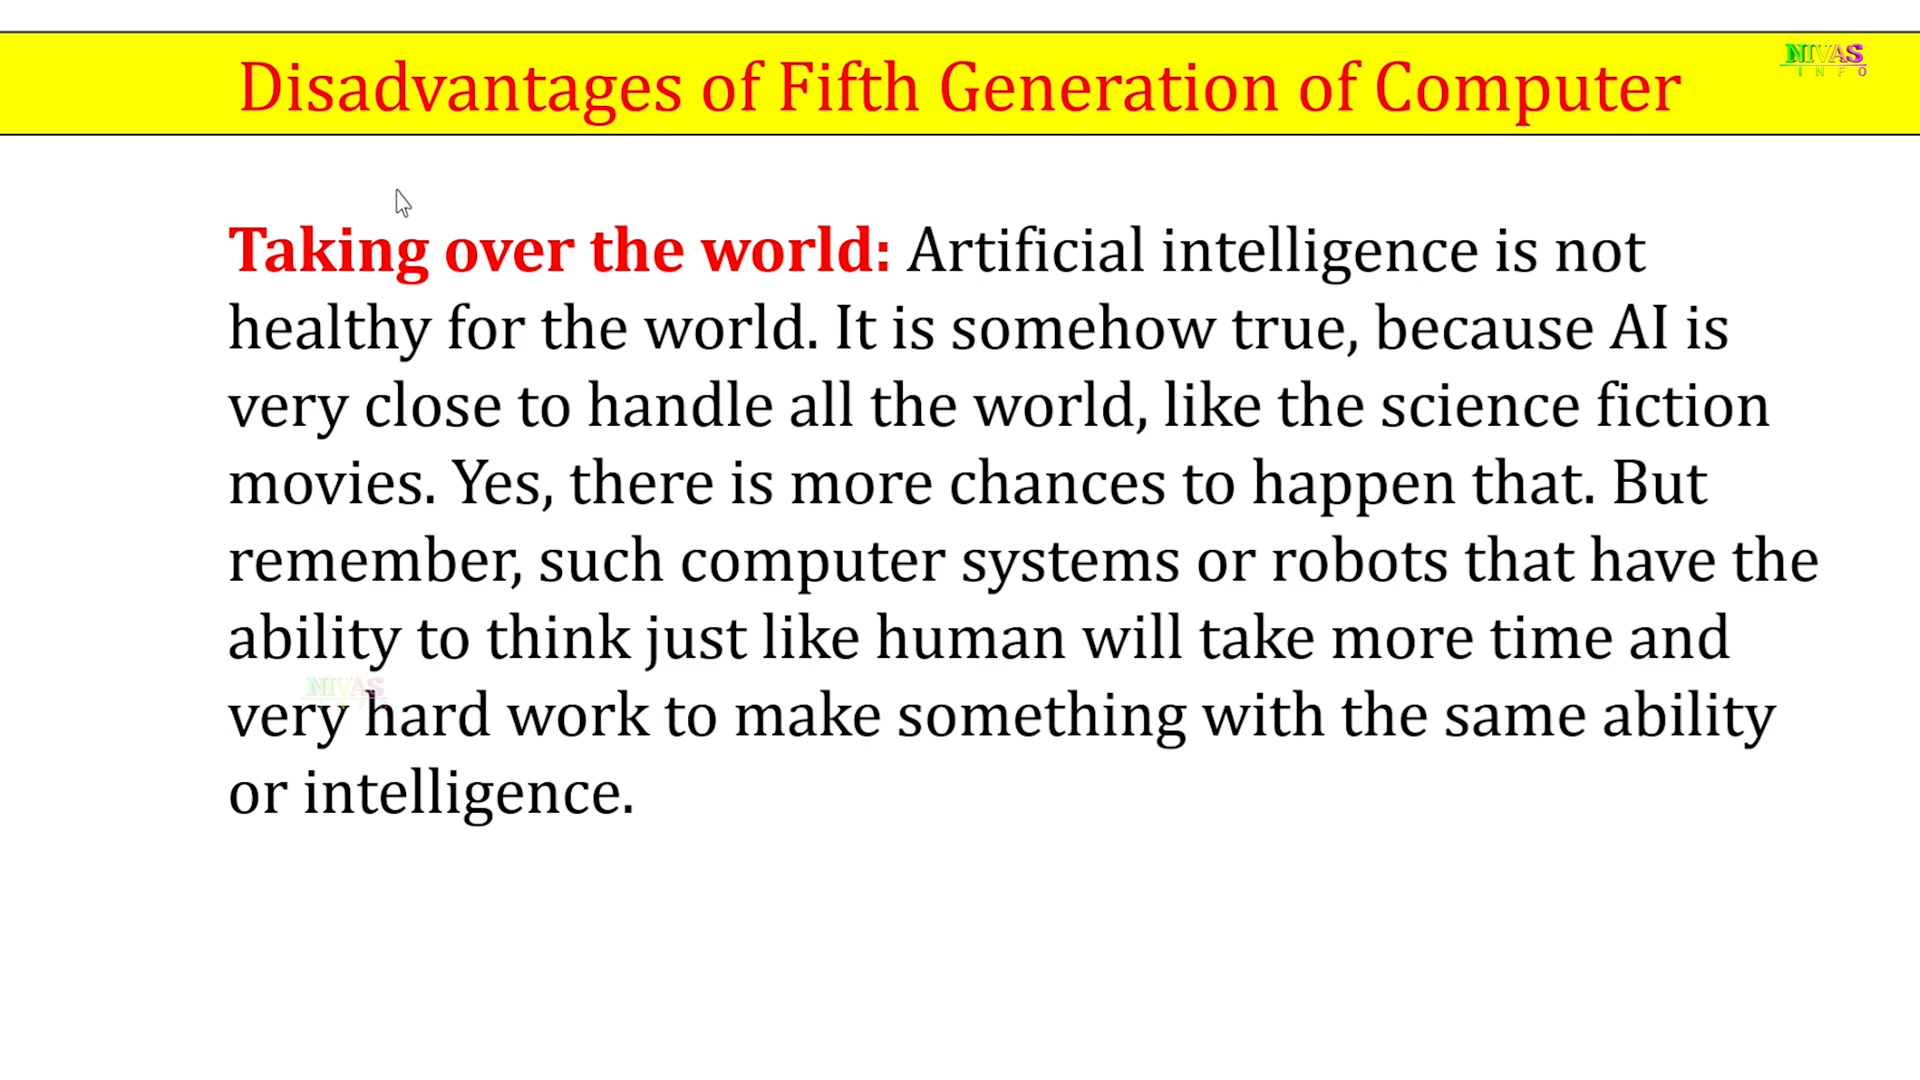 Disadvantages of Fifth Generation of Computer
NIVAS
INFO
Taking over the world: Artificial intelligence is not
healthy for the world. It is somehow true, because AI is
very close to handle all the world, like the science fiction
movies. Yes, there is more chances to happen that. But
remember, such computer systems or robots that have the
ability to think just like human will take more time and
NIVAS
very hard work to make something with the same ability
or intelligence.